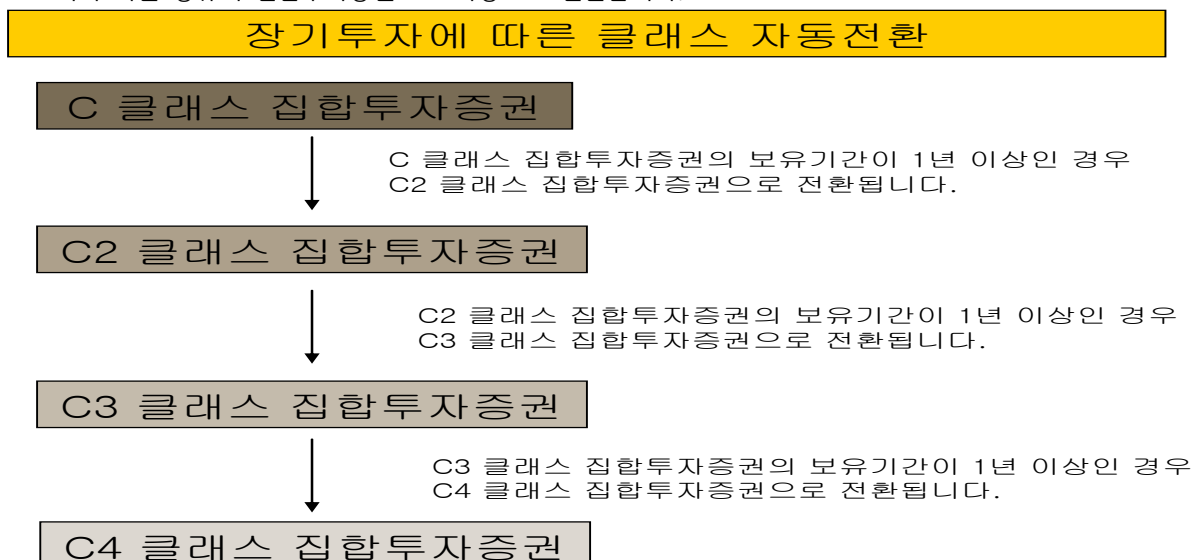 장기투자에 따른 클래스 자동전환
C 클래스 집합투자증권
C 클래스 집합투자증권의 보유기간이 1년 이상인 경우
C2 클래스 집합투자증권으로 전환됩니다.
C2 클래스 집합투자증권
C2 클래스 집합투자증권의 보유기간이 1년 이상인 경우
C3 클래스 집합투자증권으로 전환됩니다.
C3 클래스 집합투자증권
C3 클래스 집합투자증권의 보유기간이 1년 이상인 경우
C4 클래스 집합투자증권으로 전환됩니다.
C4 클래스 집합투자증권